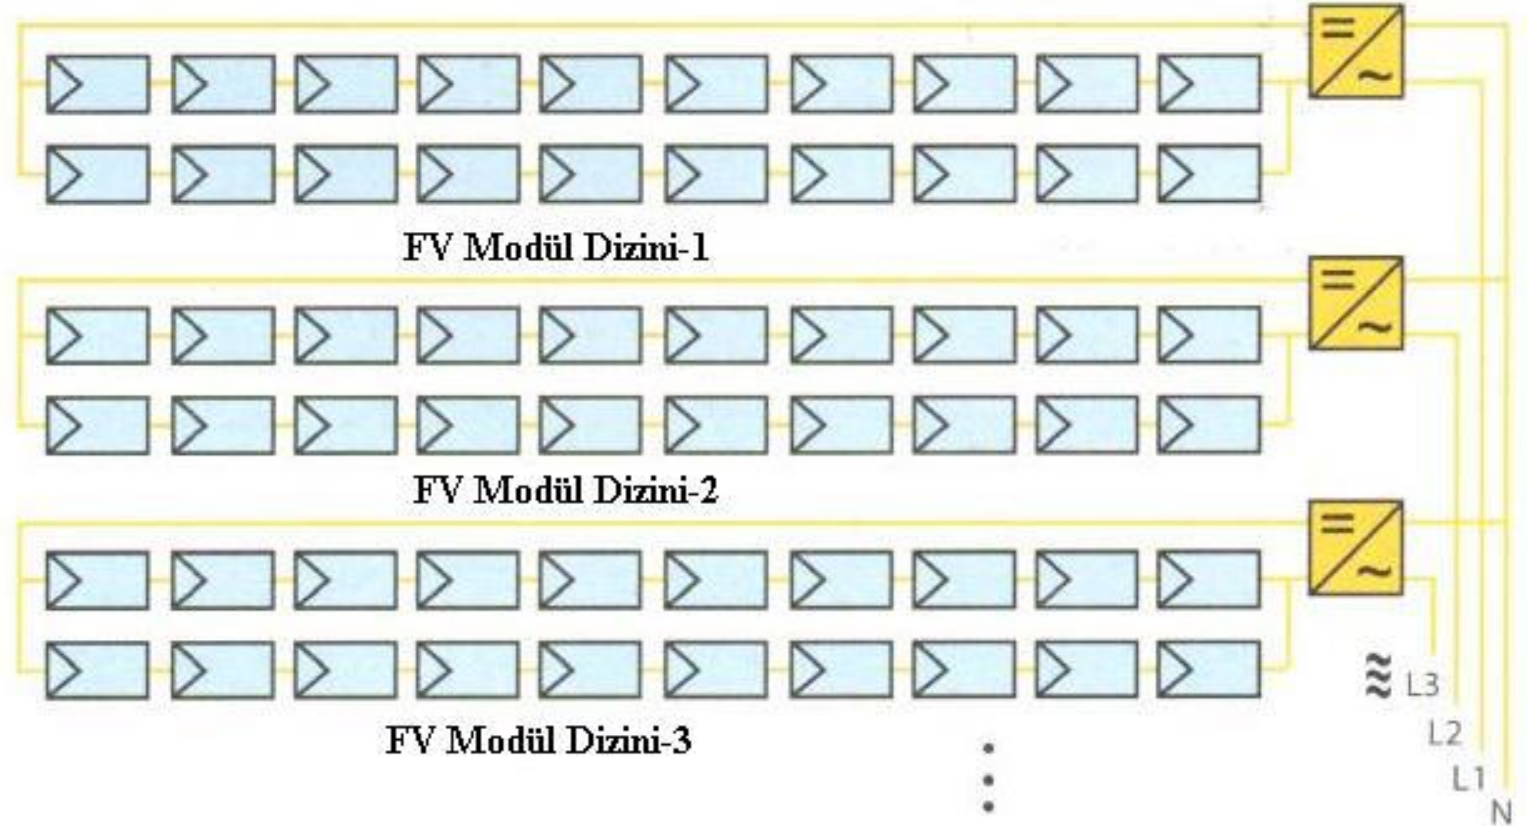 FV Modül Dizini-1
FV Modül Dizini-2
FV Modül Dizini-3
L3
L2
L1
N